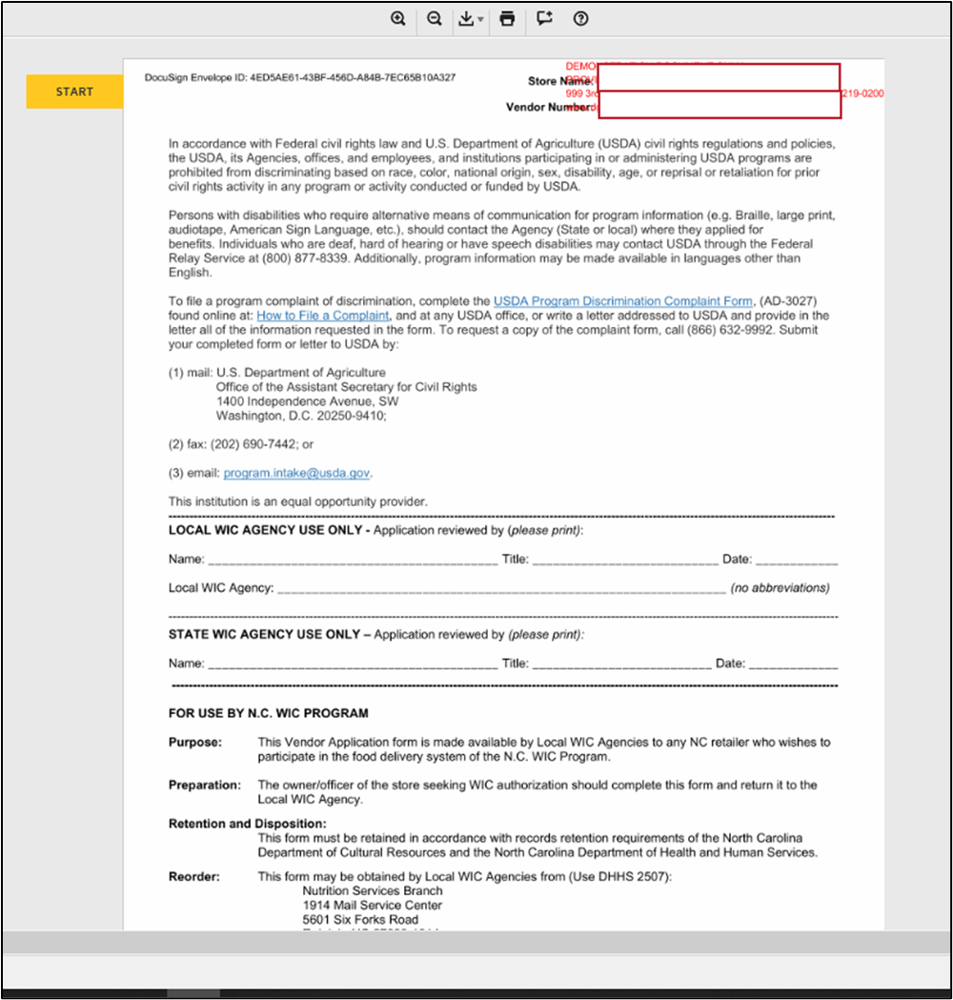 START
DocuSign Envelope ID: 4ED5AE61-43BF-456D-A84B-7EC65B10A327
DEMO
Store Name:
999 3r
219-0200
Vendor Number:
In accordance with Federal civil rights law and U.S. Department of Agriculture (USDA) civil rights regulations and policies,
the USDA, its Agencies, offices, and employees, and institutions participating in or administering USDA programs are
prohibited from discriminating based on race, color, national origin, sex, disability, age, or reprisal or retaliation for prior
civil rights activity in any program or activity conducted or funded by USDA.
Persons with disabilities who require alternative means of communication for program information (e.g. Braille, large print,
audiotape, American Sign Language, etc.), should contact the Agency (State or local) where they applied for
benefits. Individuals who are deaf, hard of hearing or have speech disabilities may contact USDA through the Federal
Relay Service at (800) 877-8339. Additionally, program information may be made available in languages other than
English.
To file a program complaint of discrimination, complete the USDA Program Discrimination Complaint Form, (AD-3027)
found online at: How to File a Complaint, and at any USDA office, or write a letter addressed to USDA and provide in the
letter all of the information requested in the form. To request a copy of the complaint form, call (866) 632-9992. Submit
your completed form or letter to USDA by:
(1) mail: U.S. Department of Agriculture
Office of the Assistant Secretary for Civil Rights
1400 Independence Avenue, SW
Washington, D.C. 20250-9410;
(2) fax: (202) 690-7442; or
(3) email: program.intake@usda.gov.
This institution is an equal opportunity provider.
LOCAL WIC AGENCY USE ONLY - Application reviewed by (please print):
Name: ______ Title: ______ Date: ______
Local WIC Agency: ______ (no abbreviations)
STATE WIC AGENCY USE ONLY – Application reviewed by (please print):
Name: ______ Title: ______ Date: ______
FOR USE BY N.C. WIC PROGRAM
Purpose: This Vendor Application form is made available by Local WIC Agencies to any NC retailer who wishes to
participate in the food delivery system of the N.C. WIC Program.
Preparation: The owner/officer of the store seeking WIC authorization should complete this form and return it to the
Local WIC Agency.
Retention and Disposition:
This form must be retained in accordance with records retention requirements of the North Carolina
Department of Cultural Resources and the North Carolina Department of Health and Human Services.
Reorder: This form may be obtained by Local WIC Agencies from (Use DHHS 2507):
Nutrition Services Branch
1914 Mail Service Center
5601 Six Forks Road